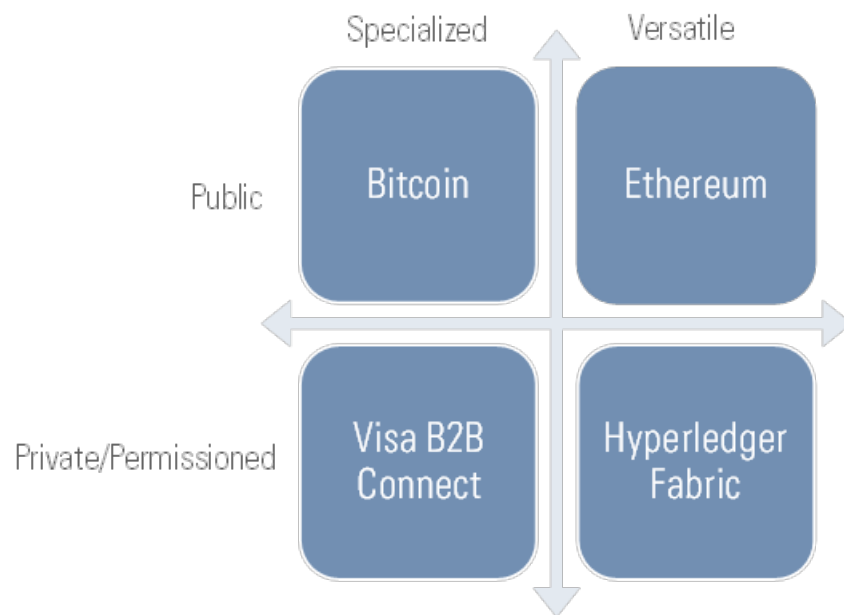 Specialized
Versatile
Public
Bitcoin
Ethereum
Private/Permissioned
Visa B2B
Connect
Hyperledger
Fabric